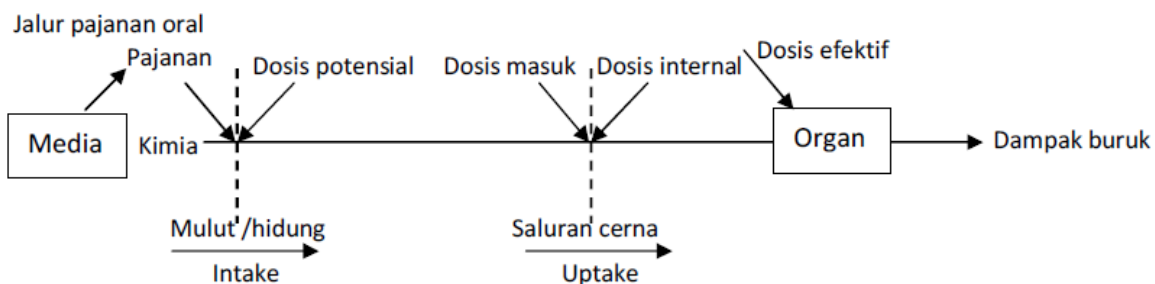 Jalur pajanan oral
Pajanan
Dosis potensial
Dosis masuk
Dosis internal
Dosis efektif
Media
Kimia
Organ
Dampak buruk
Mulut /hidung
Intake
Saluran cerna
Uptake